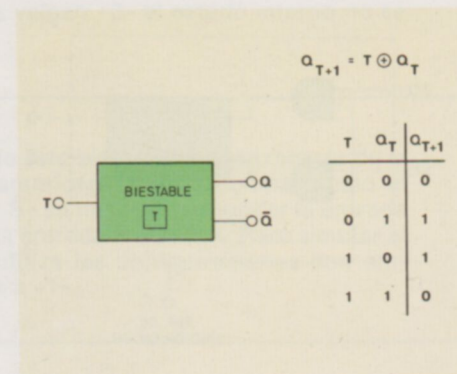 Q_{T+1} = T ⊕ Q_T
T Q_T Q_{T+1}
0 0 0
0 1 1
1 0 1
1 1 0
T BIESTABLE Q
T Q̄